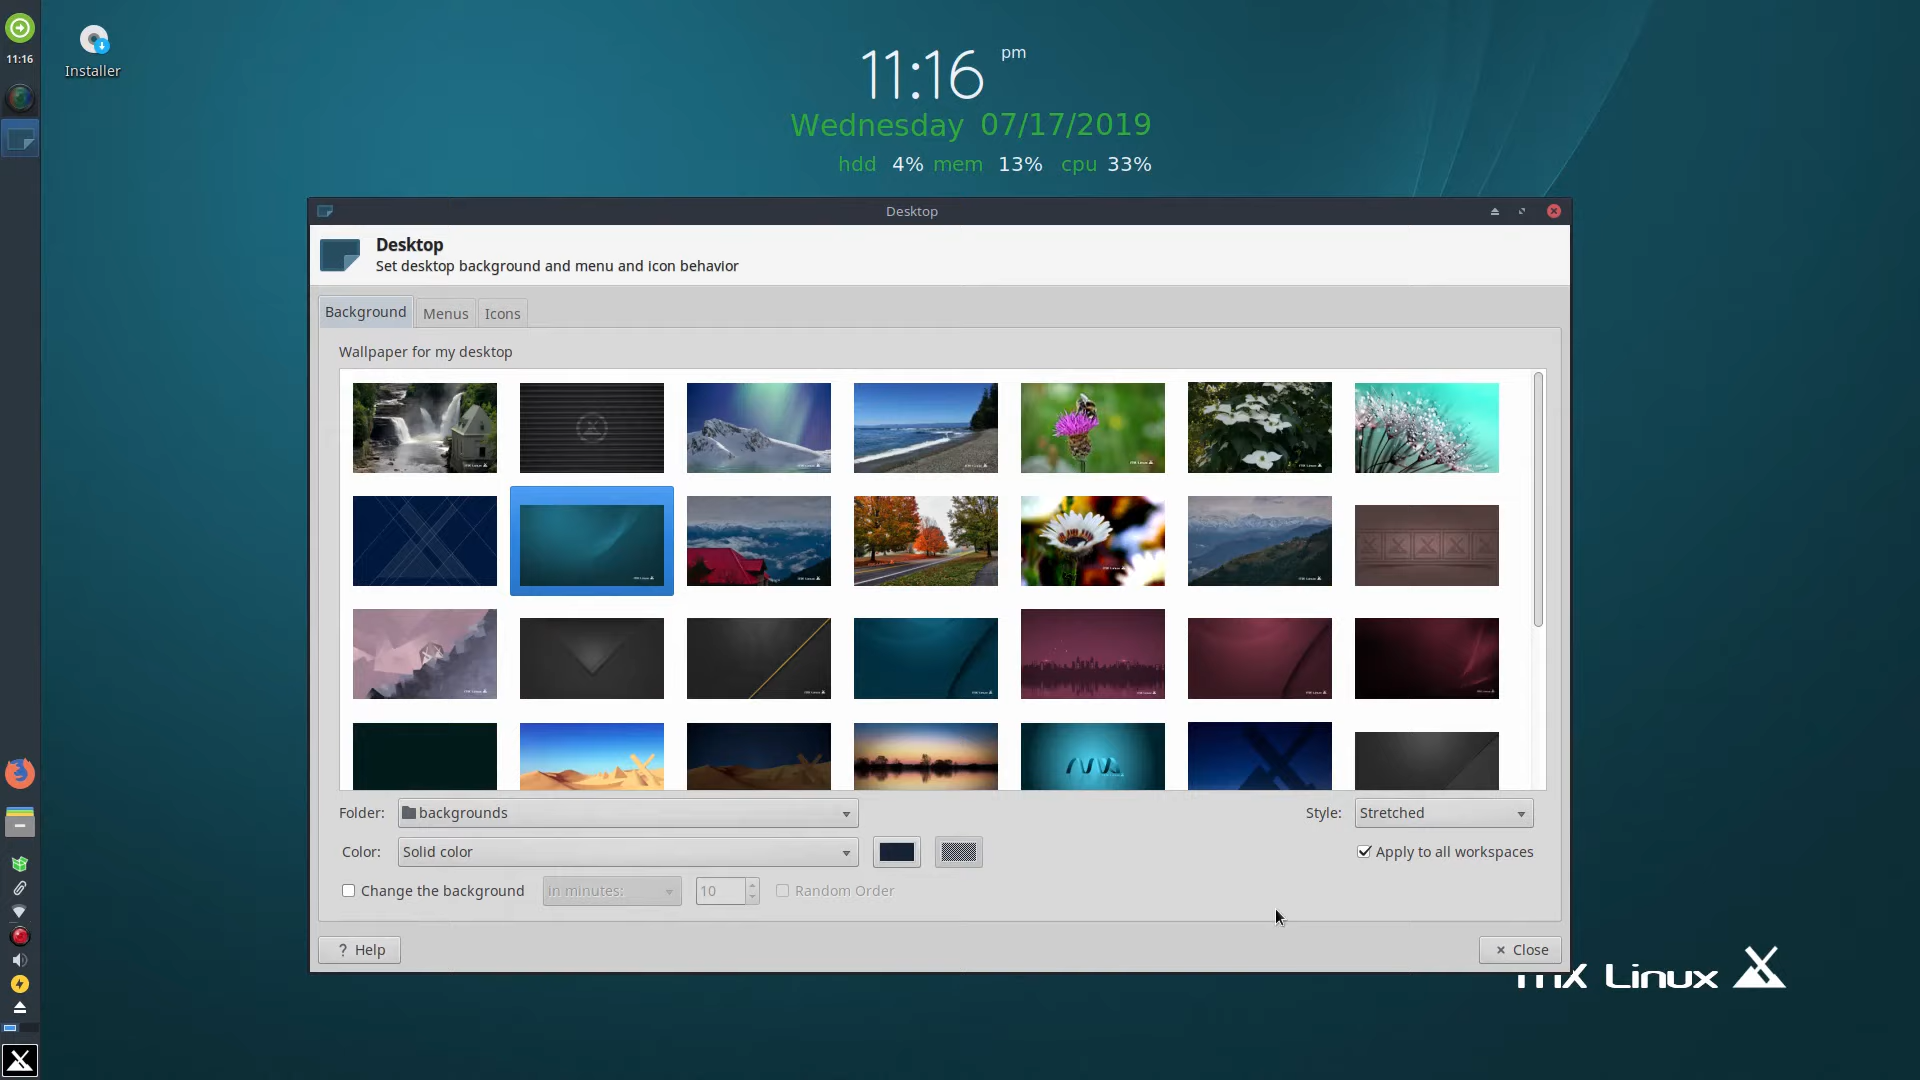 11:16
Installer
11:16 pm
Wednesday 07/17/2019
hdd 4% mem 13% cpu 33%
Desktop
Desktop
Set desktop background and menu and icon behavior
Background Menus Icons
Wallpaper for my desktop
Folder: backgrounds Style: Stretched
Color: Solid color Apply to all workspaces
Change the background in minutes: 10 Random Order
? Help Close
mX Linux